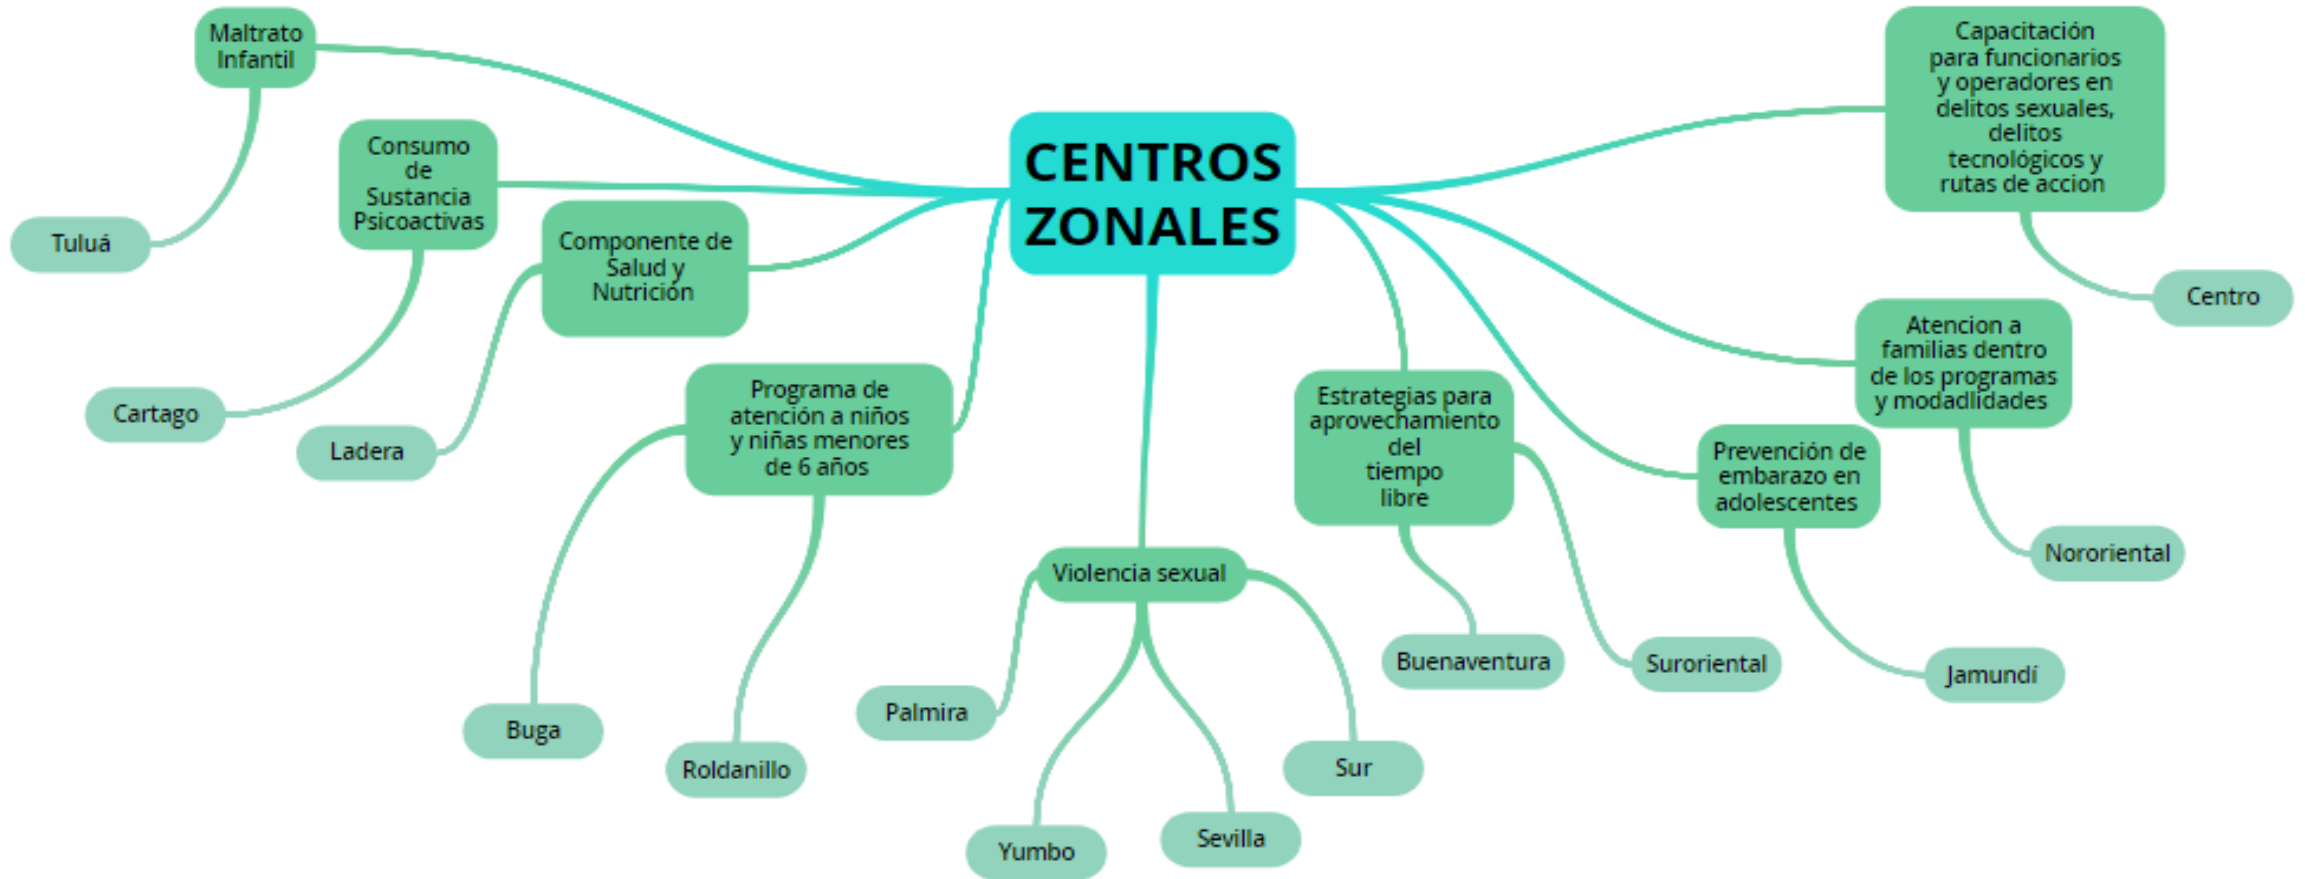 CENTROS
ZONALES
Maltrato
Infantil
Tuluá
Consumo
de
Sustancia
Psicoactivas
Cartago
Componente de
Salud y
Nutrición
Ladera
Programa de
atención a niños
y niñas menores
de 6 años
Buga
Roldanillo
Violencia sexual
Palmira
Yumbo
Sevilla
Sur
Estrategias para
aprovechamiento
del
tiempo
libre
Buenaventura
Suroriental
Prevención de
embarazo en
adolescentes
Jamundí
Atencion a
familias dentro
de los programas
y modadlidades
Nororiental
Capacitación
para funcionarios
y operadores en
delitos sexuales,
delitos
tecnológicos y
rutas de accion
Centro